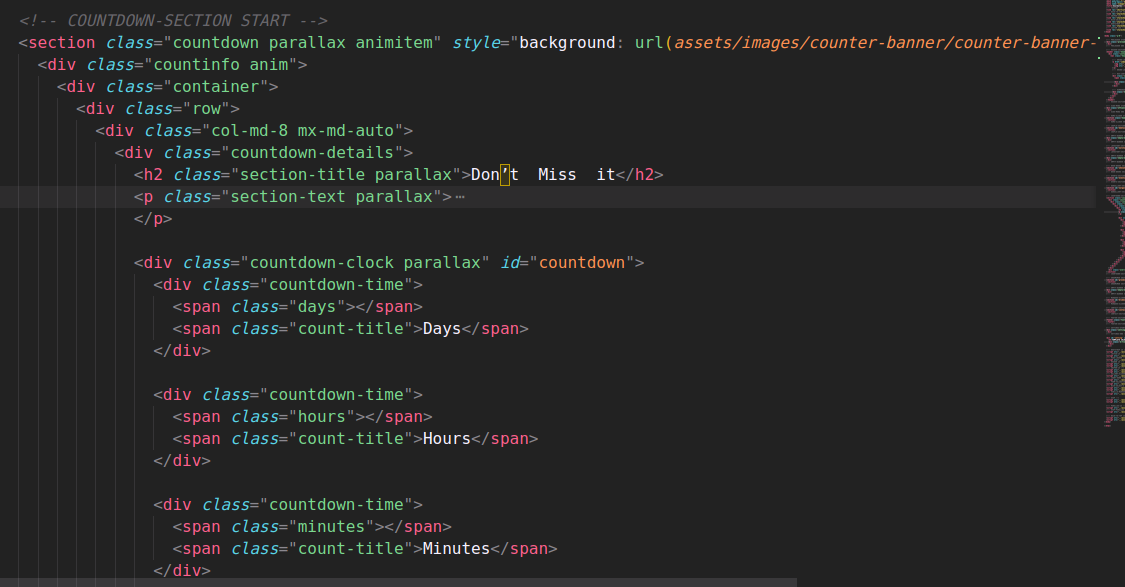 <!-- COUNTDOWN-SECTION START -->
<section class="countdown parallax animitem" style="background: url(assets/images/counter-banner/counter-banner-
<div class="countinfo anim">
<div class="container">
<div class="row">
<div class="col-md-8 mx-md-auto">
<div class="countdown-details">
<h2 class="section-title parallax">Don’t  Miss  it</h2>
<p class="section-text parallax">⋯
</p>
<div class="countdown-clock parallax" id="countdown">
<div class="countdown-time">
<span class="days"></span>
<span class="count-title">Days</span>
</div>
<div class="countdown-time">
<span class="hours"></span>
<span class="count-title">Hours</span>
</div>
<div class="countdown-time">
<span class="minutes"></span>
<span class="count-title">Minutes</span>
</div>